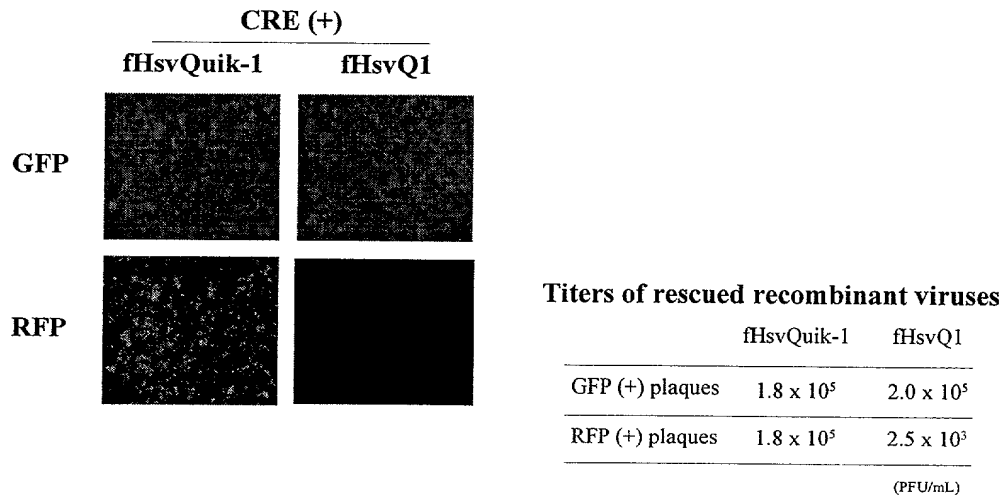 CRE (+)
fHsvQuik-1 fHsvQ1
GFP
RFP
Titers of rescued recombinant viruses
fHsvQuik-1 fHsvQ1
GFP (+) plaques 1.8 x 10⁵ 2.0 x 10⁵
RFP (+) plaques 1.8 x 10⁵ 2.5 x 10³
(PFU/mL)